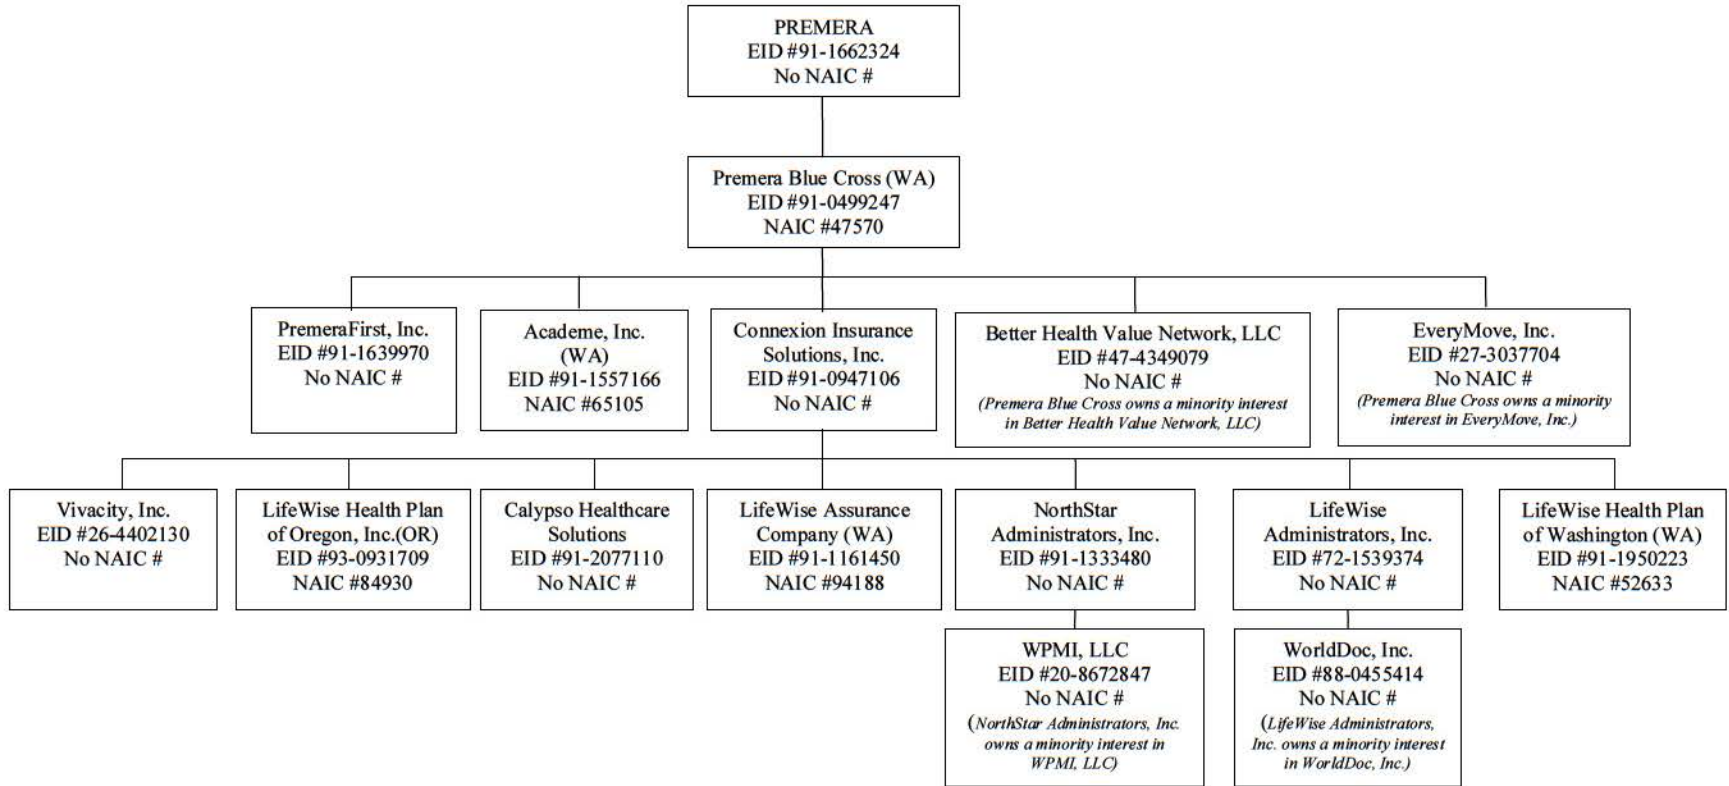 PREMERA
EID #91-1662324
No NAIC #
Premera Blue Cross (WA)
EID #91-0499247
NAIC #47570
PremeraFirst, Inc.
EID #91-1639970
No NAIC #
Academe, Inc.
(WA)
EID #91-1557166
NAIC #65105
Connexion Insurance
Solutions, Inc.
EID #91-0947106
No NAIC #
Better Health Value Network, LLC
EID #47-4349079
No NAIC #
(Premera Blue Cross owns a minority interest
in Better Health Value Network, LLC)
EveryMove, Inc.
EID #27-3037704
No NAIC #
(Premera Blue Cross owns a minority
interest in EveryMove, Inc.)
Vivacity, Inc.
EID #26-4402130
No NAIC #
LifeWise Health Plan
of Oregon, Inc.(OR)
EID #93-0931709
NAIC #84930
Calypso Healthcare
Solutions
EID #91-2077110
No NAIC #
LifeWise Assurance
Company (WA)
EID #91-1161450
NAIC #94188
NorthStar
Administrators, Inc.
EID #91-1333480
No NAIC #
LifeWise
Administrators, Inc.
EID #72-1539374
No NAIC #
LifeWise Health Plan
of Washington (WA)
EID #91-1950223
NAIC #52633
WPMI, LLC
EID #20-8672847
No NAIC #
(NorthStar Administrators, Inc.
owns a minority interest in
WPMI, LLC)
WorldDoc, Inc.
EID #88-0455414
No NAIC #
(LifeWise Administrators,
Inc. owns a minority interest
in WorldDoc, Inc.)